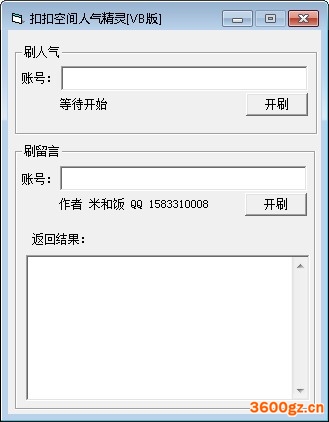 扣扣空间人气精灵[VB版]
刷人气
账号：
等待开始
开刷
刷留言
账号：
作者 米和饭 QQ 1583310008
开刷
返回结果：
3600gz.cn